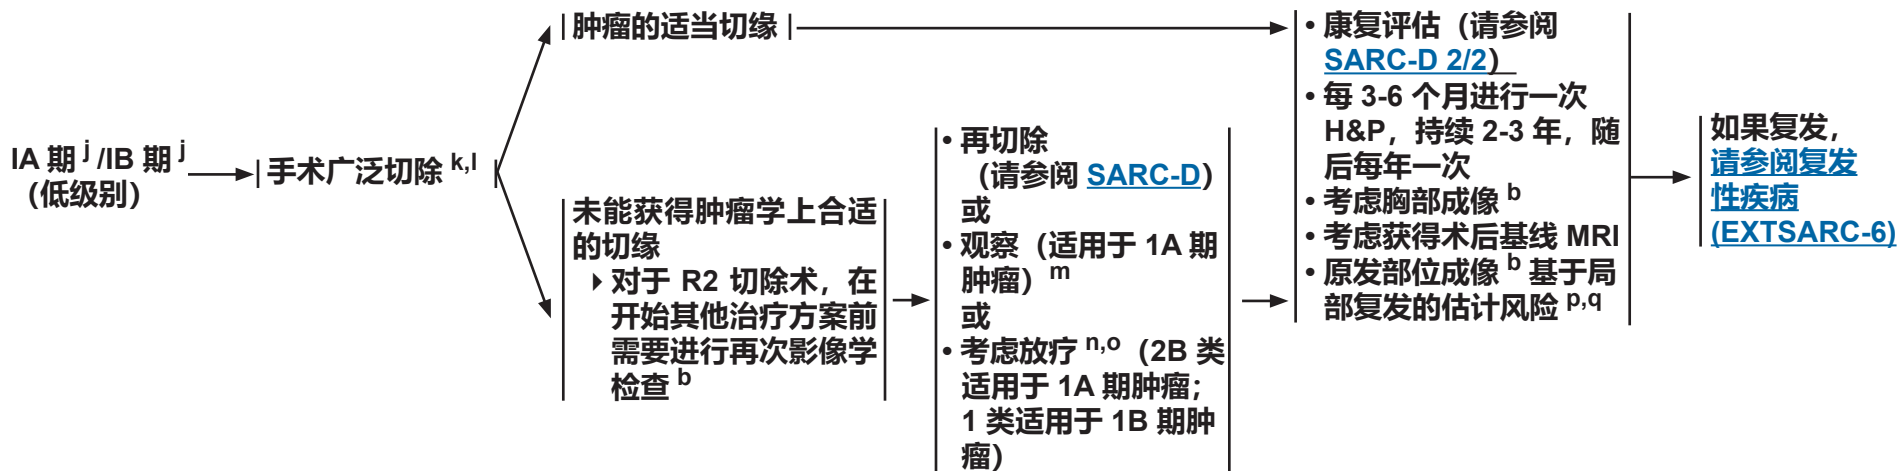 IA 期 j /IB 期 j
（低级别）
手术广泛切除 k,l
肿瘤的适当切缘
未能获得肿瘤学上合适
的切缘
▸ 对于 R2 切除术，在
开始其他治疗方案前
需要进行再次影像学
检查 b
• 再切除
（请参阅 SARC-D）
或
• 观察（适用于 1A 期
肿瘤） m
或
• 考虑放疗 n,o（2B 类
适用于 1A 期肿瘤；
1 类适用于 1B 期肿
瘤）
• 康复评估（请参阅
SARC-D 2/2）
• 每 3-6 个月进行一次
H&P，持续 2-3 年，随
后每年一次
• 考虑胸部成像 b
• 考虑获得术后基线 MRI
• 原发部位成像 b 基于局
部复发的估计风险 p,q
如果复发，
请参阅复发
性疾病
(EXTSARC-6)